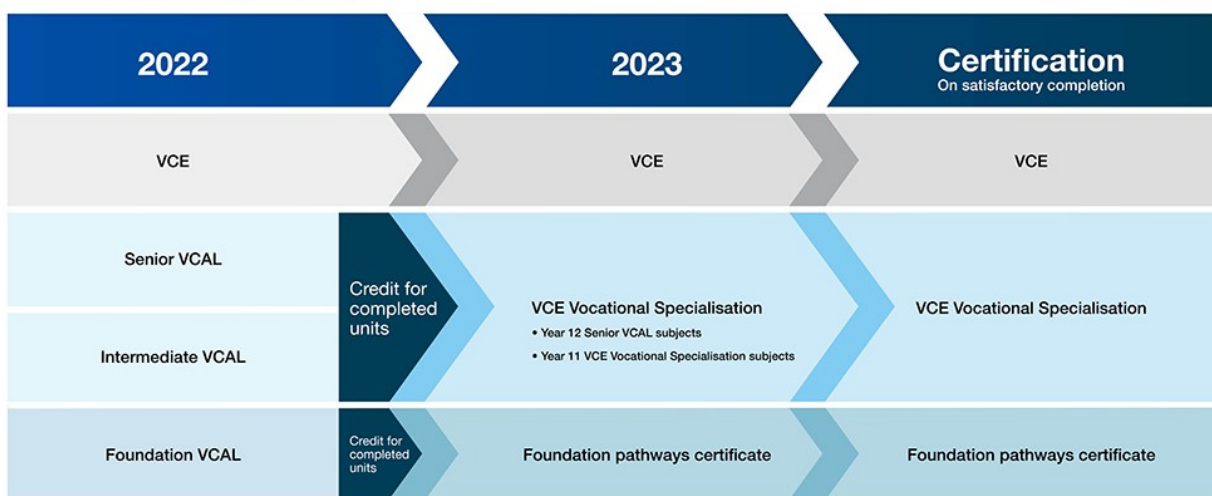 2022
2023
Certification
On satisfactory completion
VCE
VCE
VCE
Senior VCAL
Intermediate VCAL
Credit for
completed
units
VCE Vocational Specialisation
• Year 12 Senior VCAL subjects
• Year 11 VCE Vocational Specialisation subjects
VCE Vocational Specialisation
Foundation VCAL
Credit for
completed
units
Foundation pathways certificate
Foundation pathways certificate